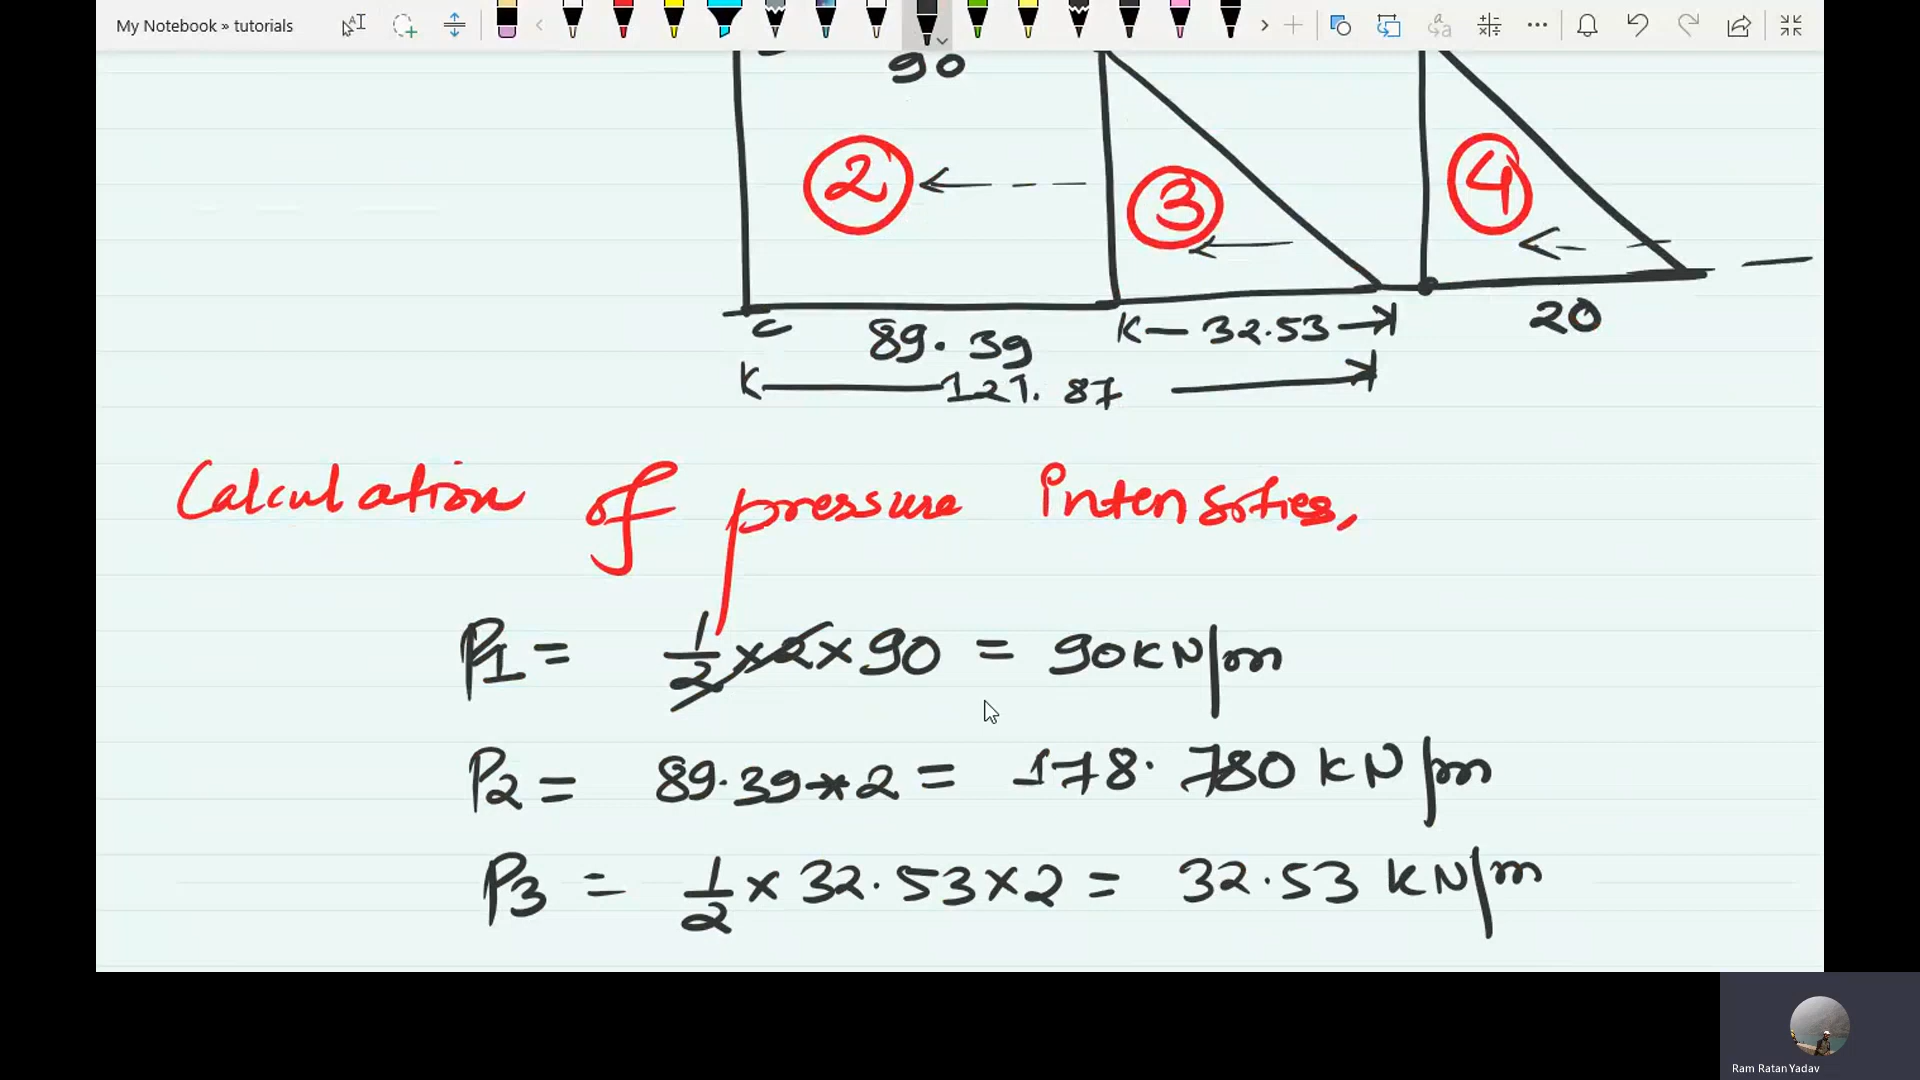 My Notebook » tutorials
90
2
3
4
C
89.39
32.53
20
121.87
Calculation of pressure intensities,
P1 = 1/2 × 2 × 90 = 90 kN/m
P2 = 89.39 * 2 = 178.780 kN/m
P3 = 1/2 × 32.53 × 2 = 32.53 kN/m
Ram Ratan Yadav